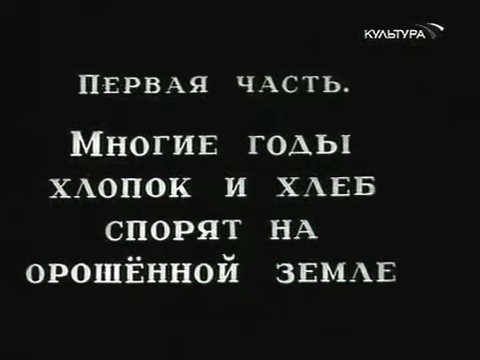 КУЛЬТУРА
Первая часть.
Многие годы
хлопок и хлеб
спорят на
орошённой земле